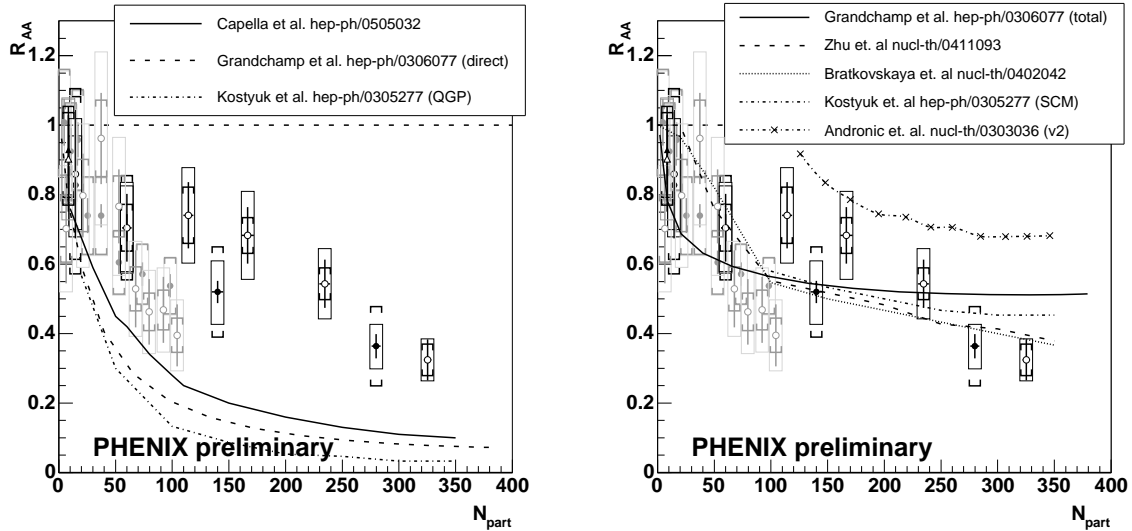 R_AA
Capella et al. hep-ph/0505032
Grandchamp et al. hep-ph/0306077 (direct)
Kostyuk et al. hep-ph/0305277 (QGP)
1.2
1
0.8
0.6
0.4
0.2
0
PHENIX preliminary
0 50 100 150 200 250 300 350 400
N_part
R_AA
Grandchamp et al. hep-ph/0306077 (total)
Zhu et. al nucl-th/0411093
Bratkovskaya et. al nucl-th/0402042
Kostyuk et. al hep-ph/0305277 (SCM)
Andronic et. al. nucl-th/0303036 (v2)
1.2
1
0.8
0.6
0.4
0.2
0
PHENIX preliminary
0 50 100 150 200 250 300 350 400
N_part